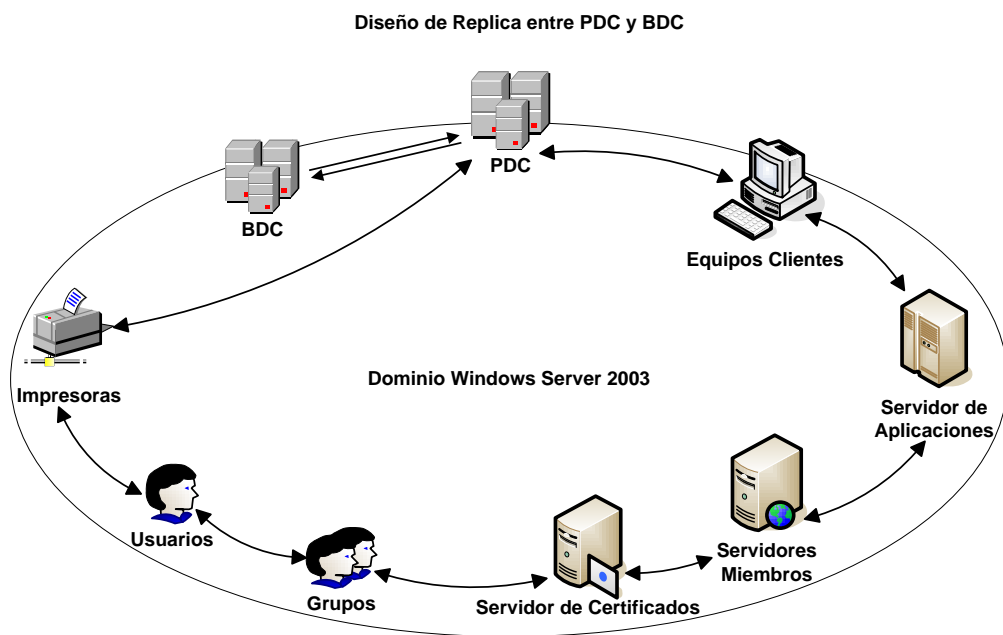 Diseño de Replica entre PDC y BDC
PDC
BDC
Equipos Clientes
Impresoras
Dominio Windows Server 2003
Servidor de
Aplicaciones
Usuarios
Servidores
Miembros
Grupos
Servidor de Certificados